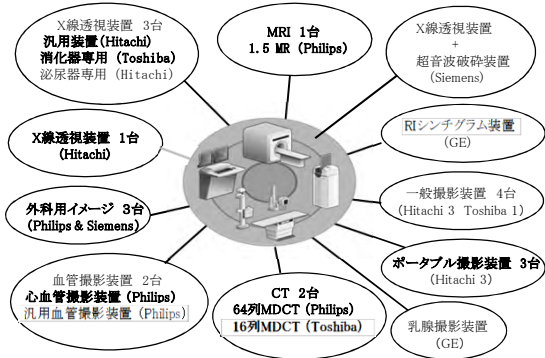 X線透視装置 3台
汎用装置(Hitachi)
消化器専用 (Toshiba)
泌尿器専用 (Hitachi)
MRI 1台
1.5 MR (Philips)
X線透視装置
+
超音波破砕装置
(Siemens)
X線透視装置 1台
(Hitachi)
RIシンチグラム装置
(GE)
外科用イメージ 3台
(Philips & Siemens)
一般撮影装置 4台
(Hitachi 3 Toshiba 1)
血管撮影装置 2台
心血管撮影装置 (Philips)
汎用血管撮影装置 (Philips)
CT 2台
64列MDCT (Philips)
16列MDCT (Toshiba)
ポータブル撮影装置 3台
(Hitachi 3)
乳腺撮影装置
(GE)